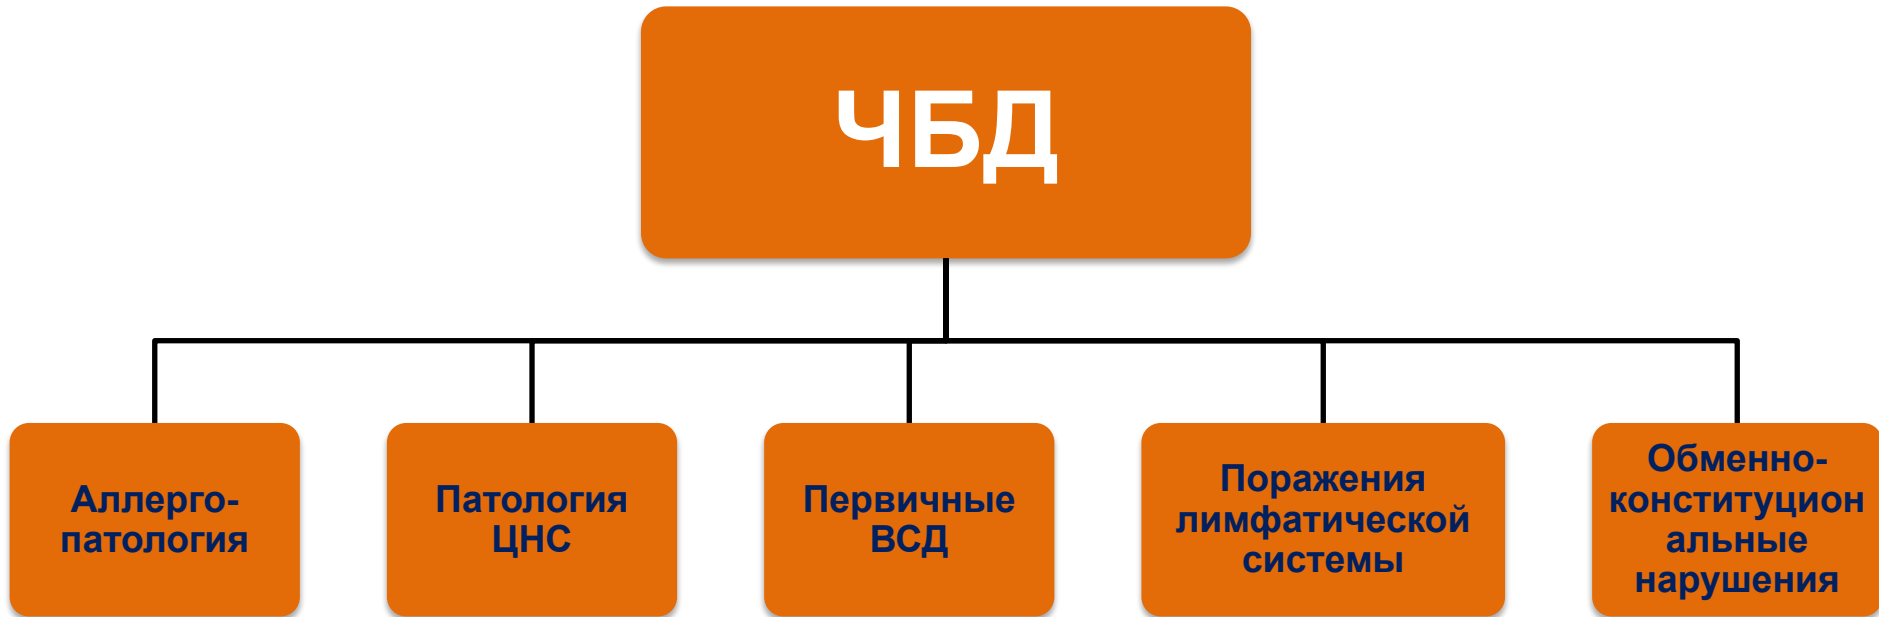 ЧБД
Аллерго-
патология
Патология
ЦНС
Первичные
ВСД
Поражения
лимфатической
системы
Обменно-
конституцион
альные
нарушения